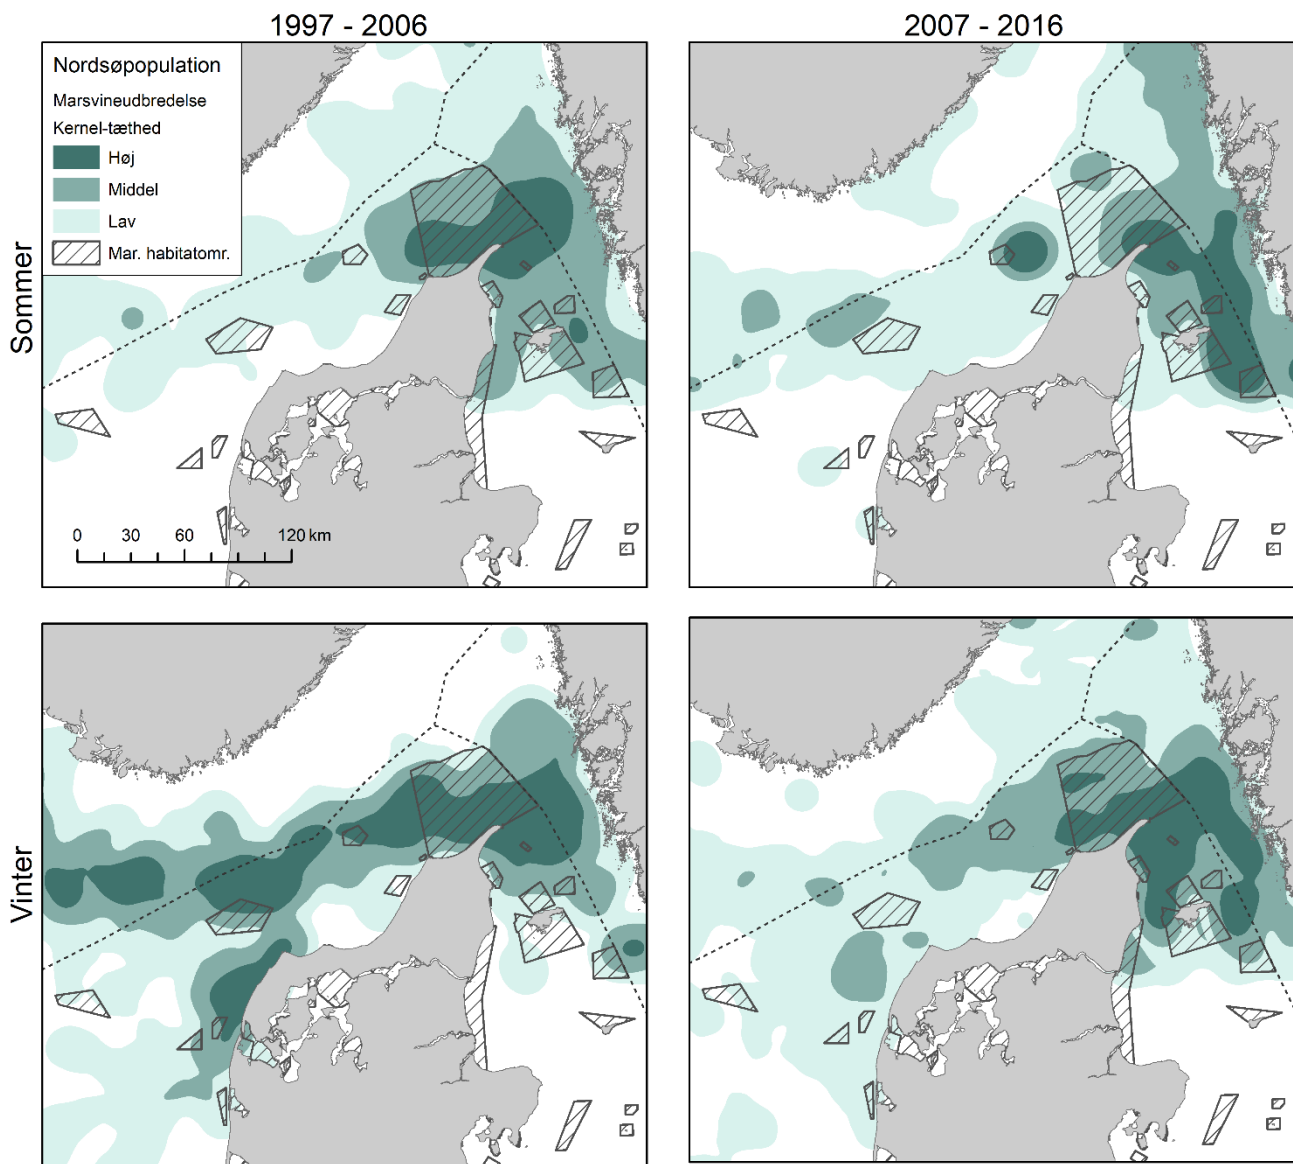 1997 - 2006
2007 - 2016
Nordsøpopulation
Marsvineudbredelse
Kernel-tæthed
Høj
Middel
Lav
Mar. habitatomr.
Sommer
0 30 60 120 km
Vinter